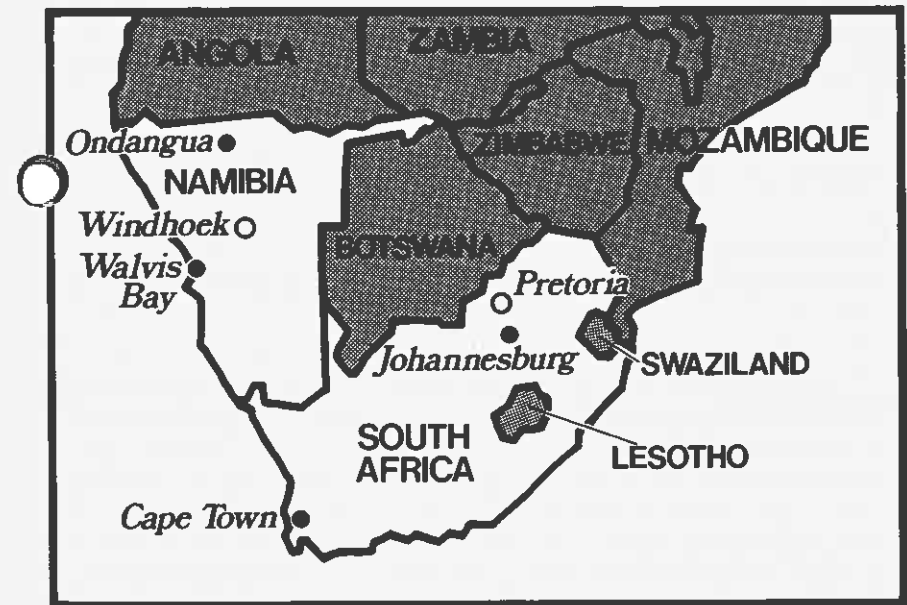 ANGOLA
ZAMBIA
Ondangua
ZIMBABWE
MOZAMBIQUE
NAMIBIA
Windhoek
BOTSWANA
Walvis
Bay
Pretoria
Johannesburg
SWAZILAND
SOUTH
AFRICA
LESOTHO
Cape Town